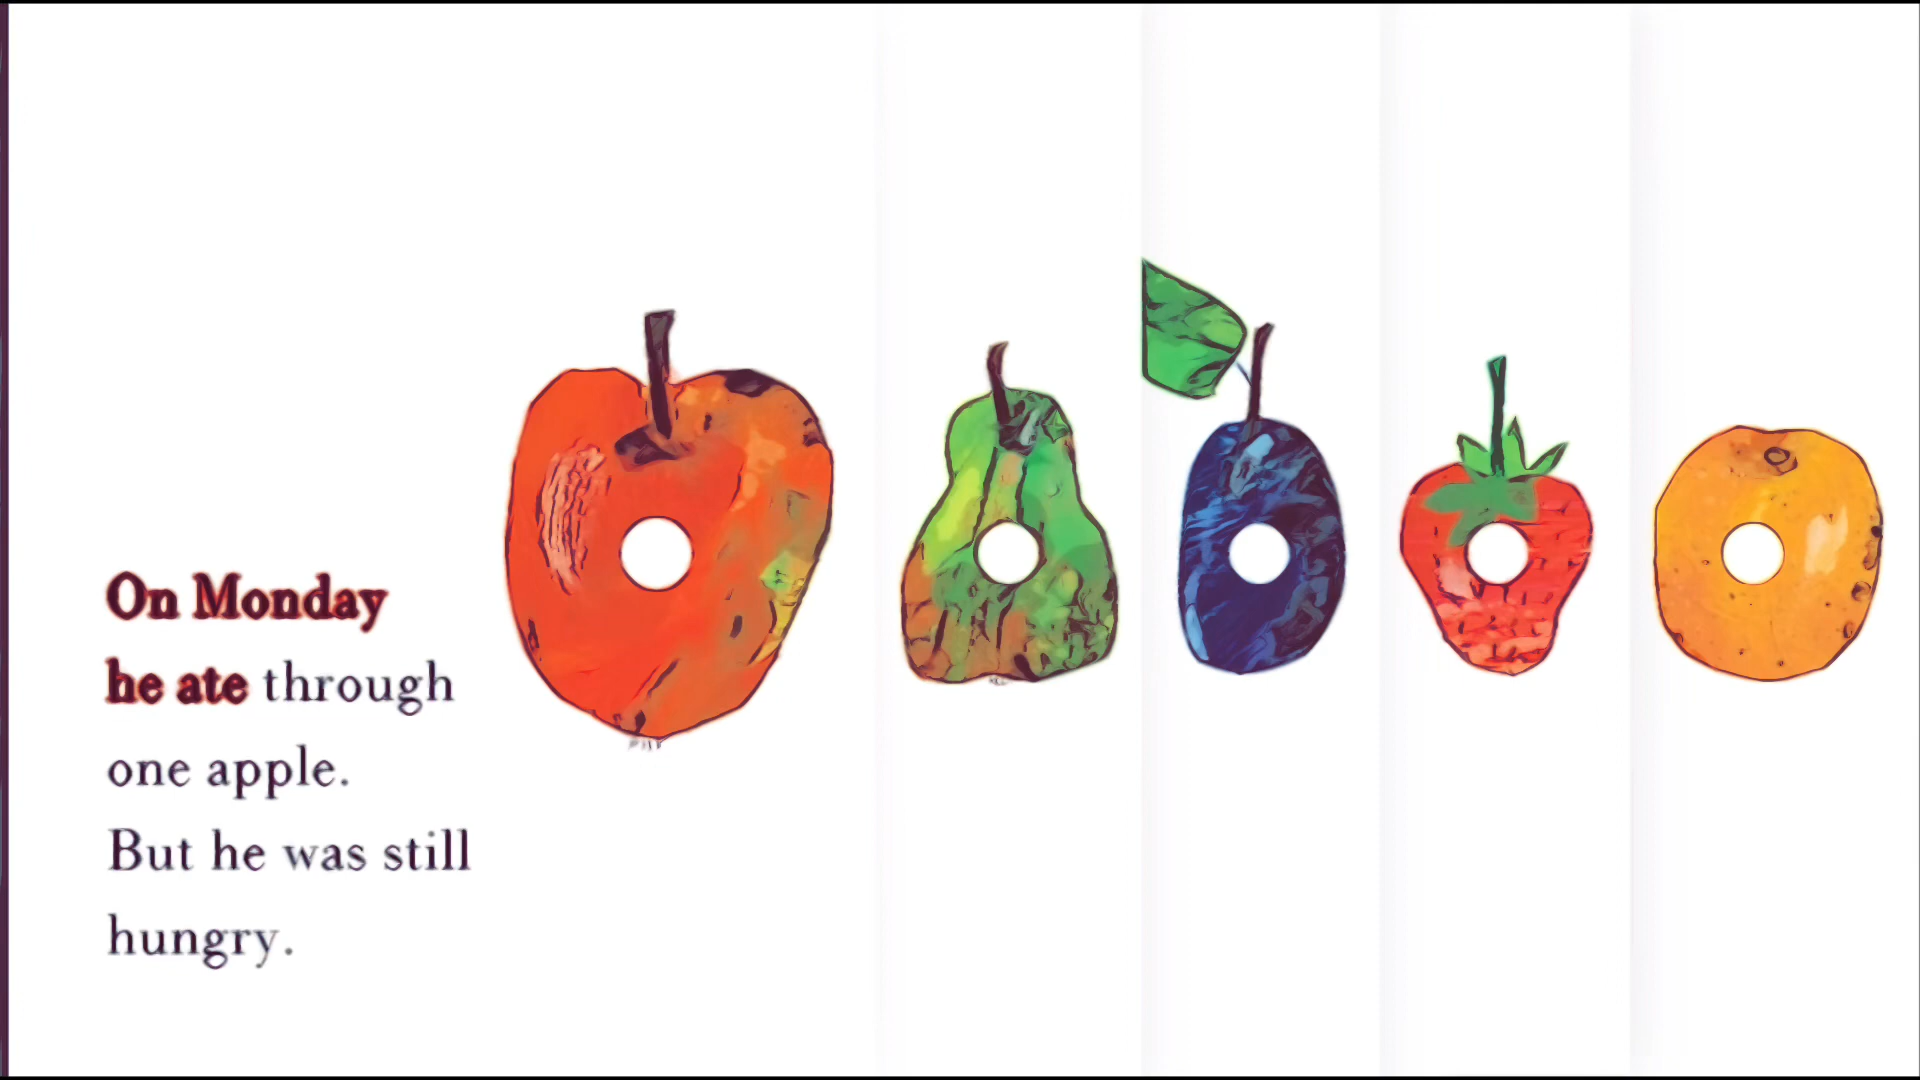 On Monday
he ate through
one apple.
But he was still
hungry.